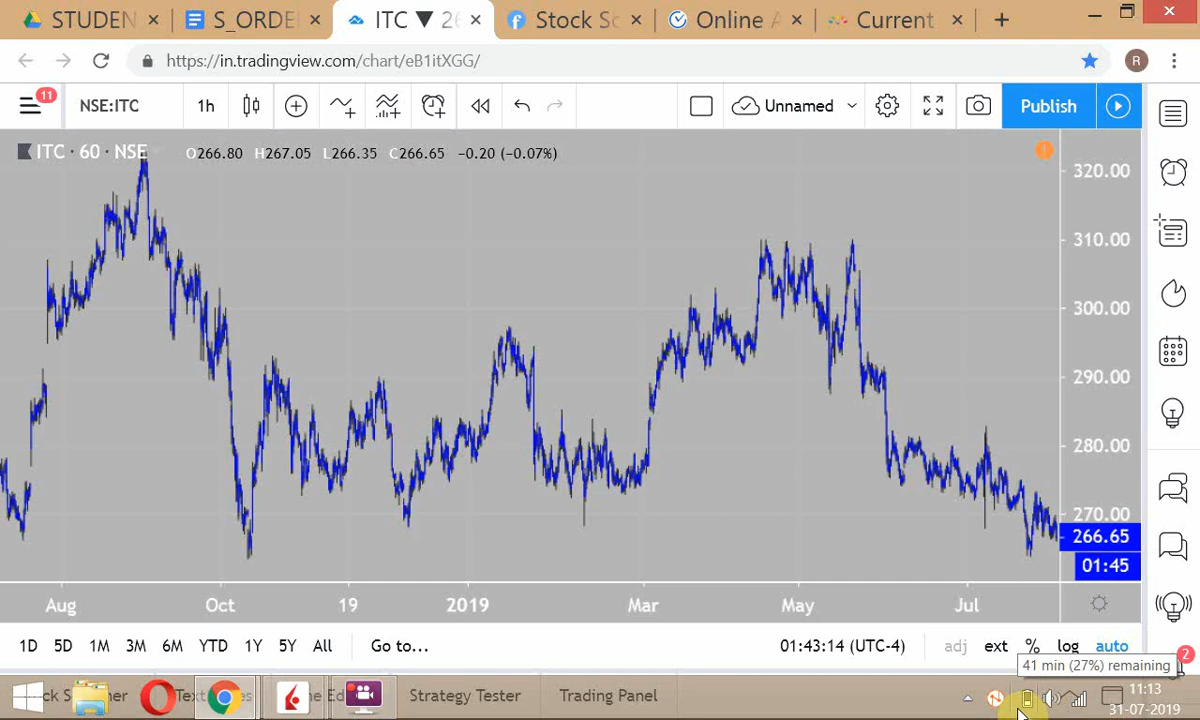 STUDEN
S_ORDE
ITC ▼ 26
Stock Sc
Online A
Current
https://in.tradingview.com/chart/eB1itXGG/
R
11
NSE:ITC
1h
Unnamed
Publish
ITC · 60 · NSE
O266.80 H267.05 L266.35 C266.65 −0.20 (−0.07%)
320.00
310.00
300.00
290.00
280.00
270.00
266.65
01:45
Aug
Oct
19
2019
Mar
May
Jul
1D 5D 1M 3M 6M YTD 1Y 5Y All
Go to...
01:43:14 (UTC-4)
adj ext % log auto
2
41 min (27%) remaining
Strategy Tester
Trading Panel
11:13
31-07-2019